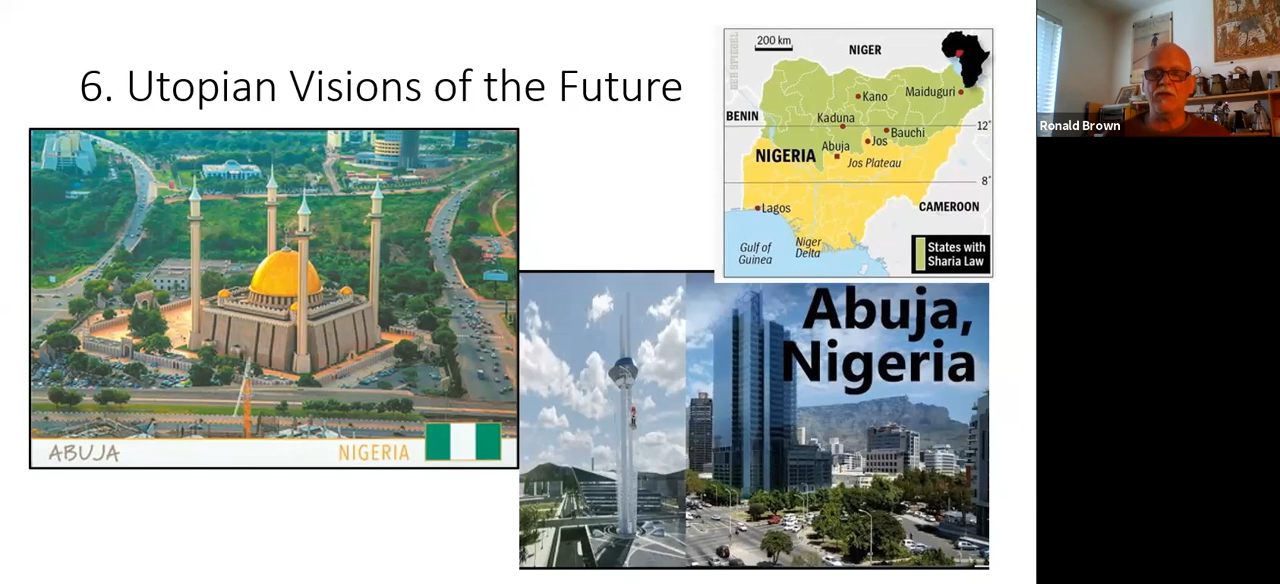 6. Utopian Visions of the Future
ABUJA
NIGERIA
200 km
DER SPIEGEL
NIGER
Kano
Maiduguri
BENIN
Kaduna
12°
Bauchi
Abuja
Jos
NIGERIA
Jos Plateau
8°
CAMEROON
Lagos
Gulf of
Guinea
Niger
Delta
States with
Sharia Law
Abuja,
Nigeria
Ronald Brown